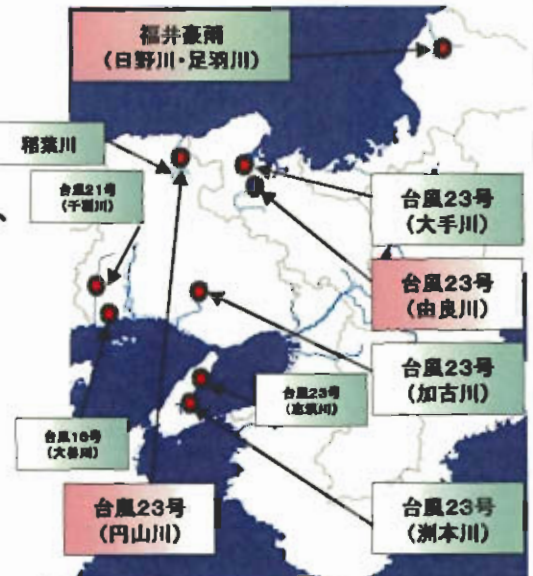 福井豪雨
(日野川・足羽川)
稲葉川
台風21号
(千種川)
台風23号
(大手川)
台風23号
(由良川)
台風23号
(加古川)
台風23号
(志筑川)
台風16号
台風23号
(円山川)
台風23号
(洲本川)